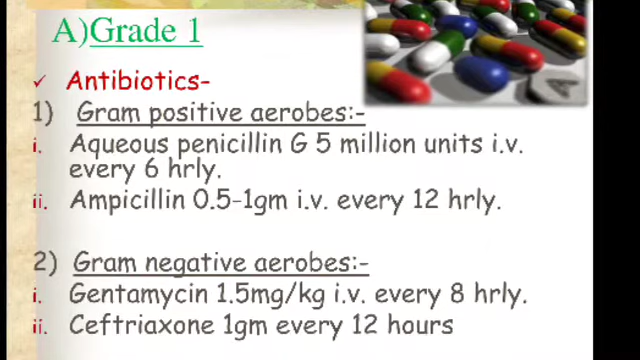 A)Grade 1
✓ Antibiotics-
1) Gram positive aerobes:-
i. Aqueous penicillin G 5 million units i.v.
every 6 hrly.
ii. Ampicillin 0.5-1gm i.v. every 12 hrly.
2) Gram negative aerobes:-
i. Gentamycin 1.5mg/kg i.v. every 8 hrly.
ii. Ceftriaxone 1gm every 12 hours